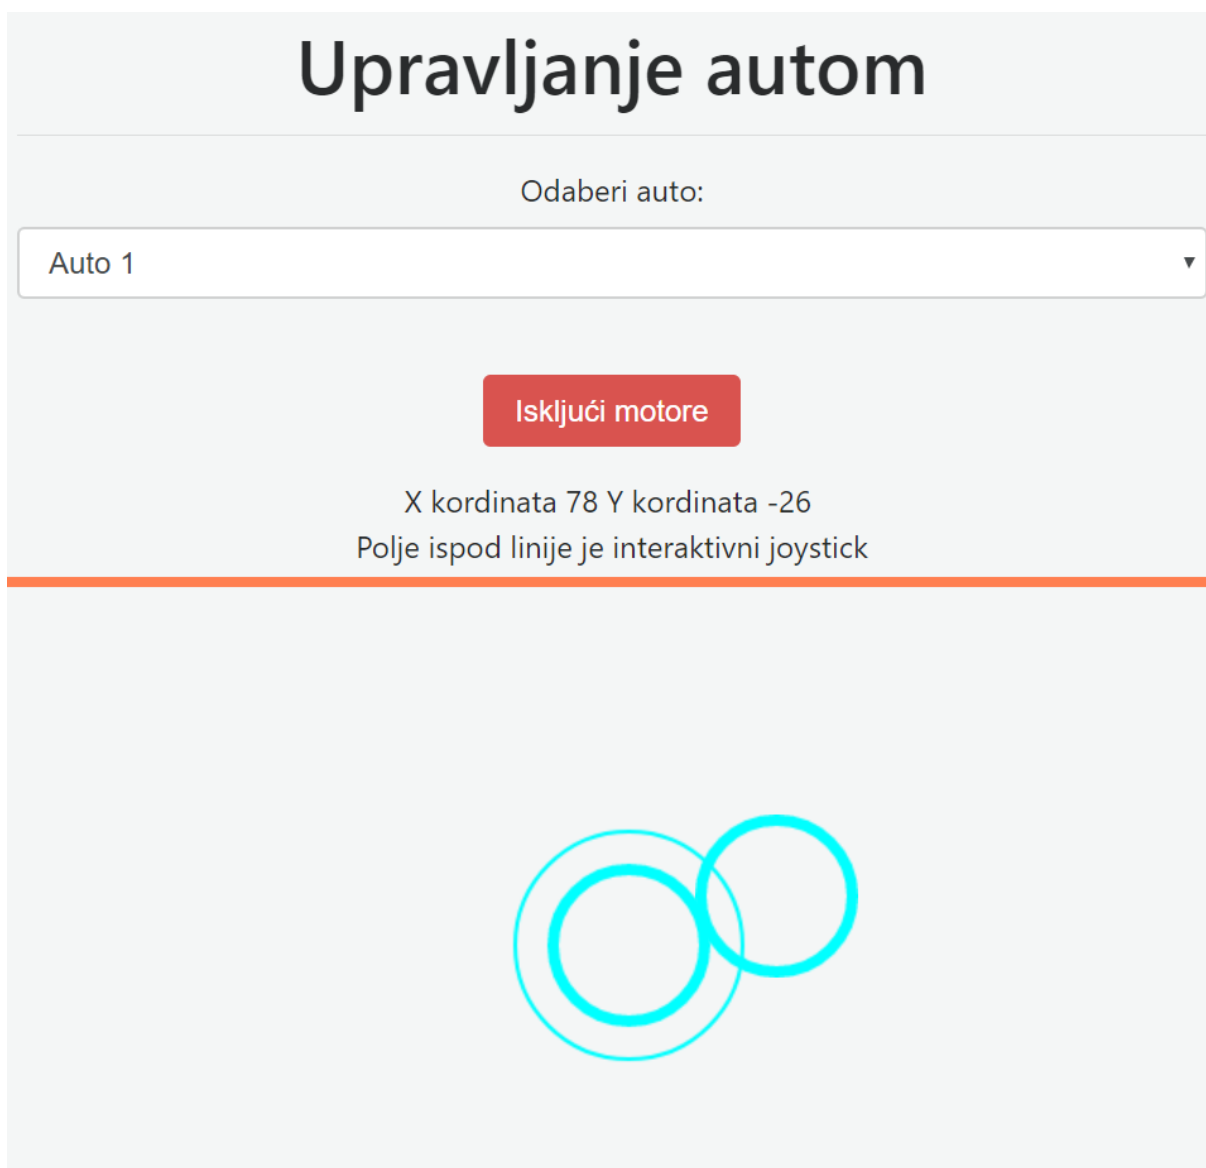 Upravljanje autom
Odaberi auto:
Auto 1
Isključi motore
X kordinata 78 Y kordinata -26
Polje ispod linije je interaktivni joystick